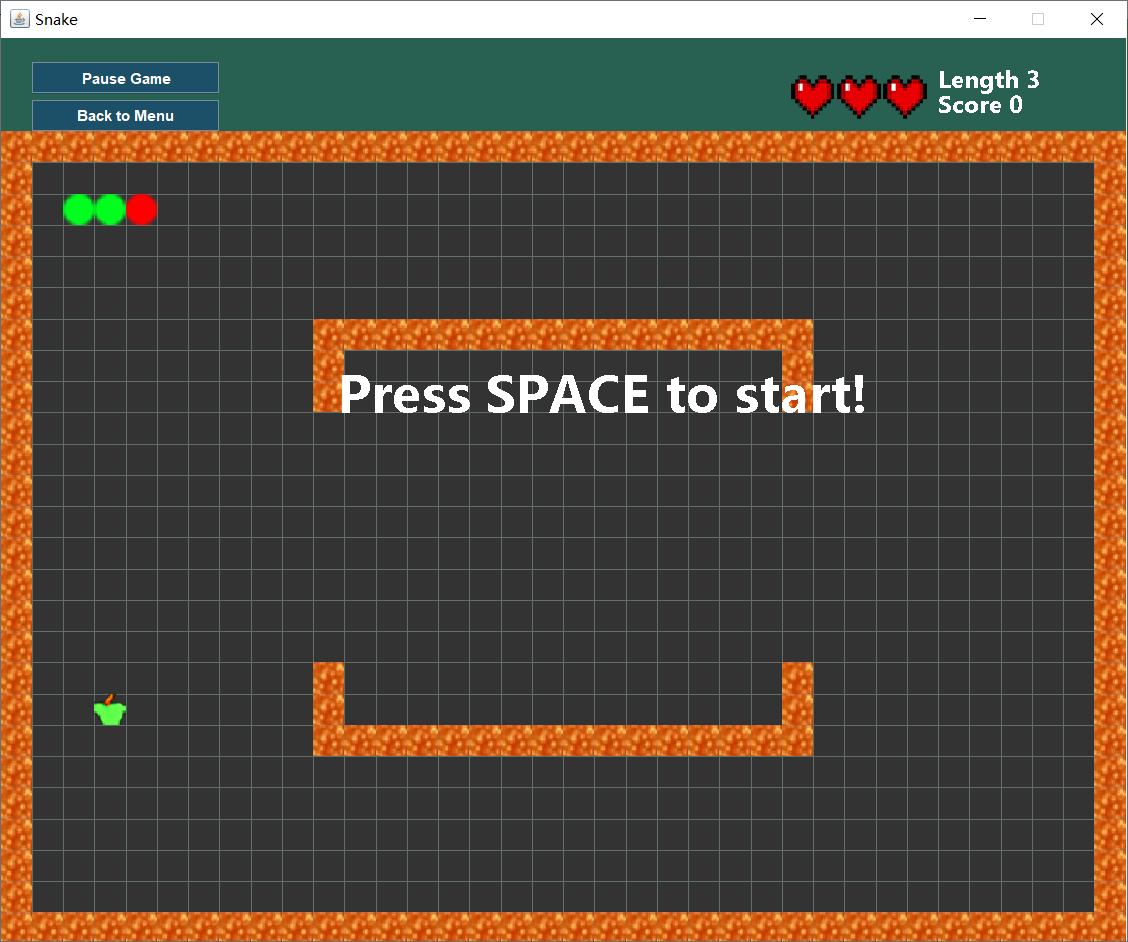 Snake
Pause Game
Back to Menu
Length 3
Score 0
Press SPACE to start!